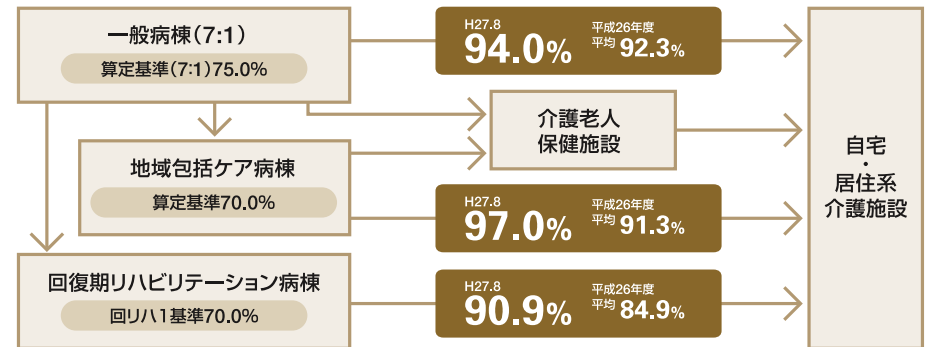 一般病棟(7:1)
算定基準(7:1)75.0%
H27.8
94.0%
平成26年度
平均 92.3%
介護老人
保健施設
地域包括ケア病棟
算定基準70.0%
H27.8
97.0%
平成26年度
平均 91.3%
自宅
・
居住系
介護施設
回復期リハビリテーション病棟
回リハ1基準70.0%
H27.8
90.9%
平成26年度
平均 84.9%